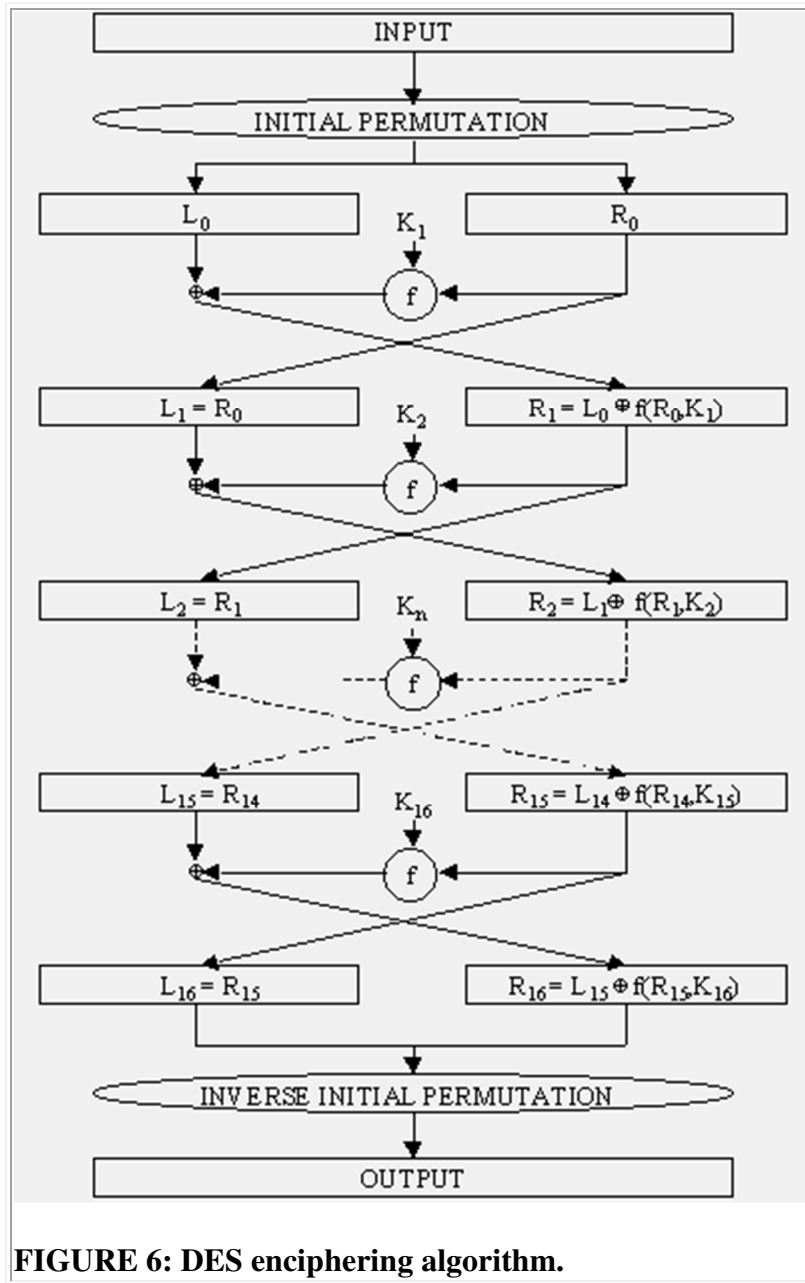 INPUT
INITIAL PERMUTATION
L₀
K₁
R₀
⊕
f
L₁ = R₀
K₂
R₁ = L₀ ⊕ f(R₀,K₁)
⊕
f
L₂ = R₁
Kₙ
R₂ = L₁⊕ f(R₁,K₂)
⊕
f
L₁₅ = R₁₄
K₁₆
R₁₅ = L₁₄ ⊕ f(R₁₄,K₁₅)
⊕
f
L₁₆ = R₁₅
R₁₆ = L₁₅ ⊕ f(R₁₅,K₁₆)
INVERSE INITIAL PERMUTATION
OUTPUT
FIGURE 6: DES enciphering algorithm.